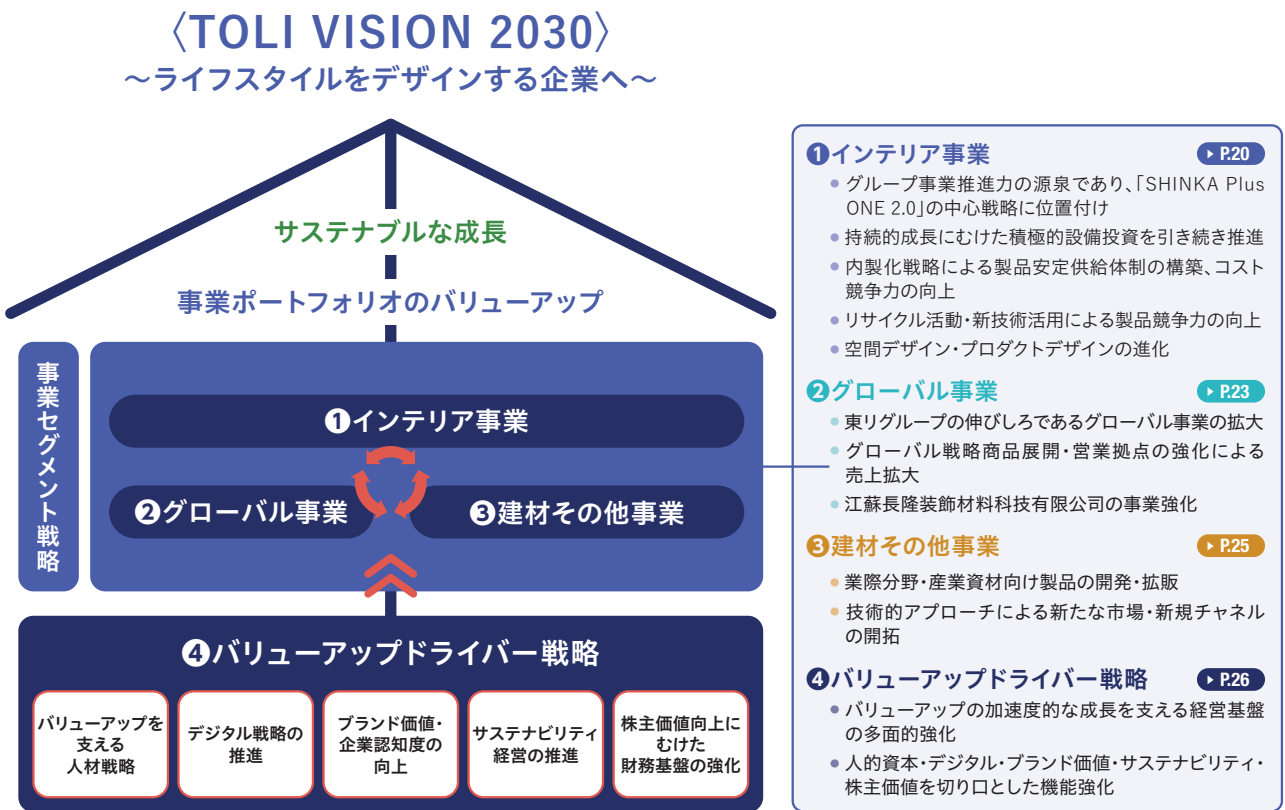 〈TOLI VISION 2030〉
〜ライフスタイルをデザインする企業へ〜
サステナブルな成長
事業ポートフォリオのバリューアップ
事業セグメント戦略
❶インテリア事業
❷グローバル事業
❸建材その他事業
❹バリューアップドライバー戦略
バリューアップを
支える
人材戦略
デジタル戦略の
推進
ブランド価値・
企業認知度の
向上
サステナビリティ
経営の推進
株主価値向上に
むけた
財務基盤の強化
❶インテリア事業 ▶ P.20
● グループ事業推進力の源泉であり、「SHINKA Plus
ONE 2.0」の中心戦略に位置付け
● 持続的成長にむけた積極的設備投資を引き続き推進
● 内製化戦略による製品安定供給体制の構築、コスト
競争力の向上
● リサイクル活動・新技術活用による製品競争力の向上
● 空間デザイン・プロダクトデザインの進化
❷グローバル事業 ▶ P.23
● 東リグループの伸びしろであるグローバル事業の拡大
● グローバル戦略商品展開・営業拠点の強化による
売上拡大
● 江蘇長隆装飾材料科技有限公司の事業強化
❸建材その他事業 ▶ P.25
● 業際分野・産業資材向け製品の開発・拡販
● 技術的アプローチによる新たな市場・新規チャネル
の開拓
❹バリューアップドライバー戦略 ▶ P.26
● バリューアップの加速度的な成長を支える経営基盤
の多面的強化
● 人的資本・デジタル・ブランド価値・サステナビリティ・
株主価値を切り口とした機能強化